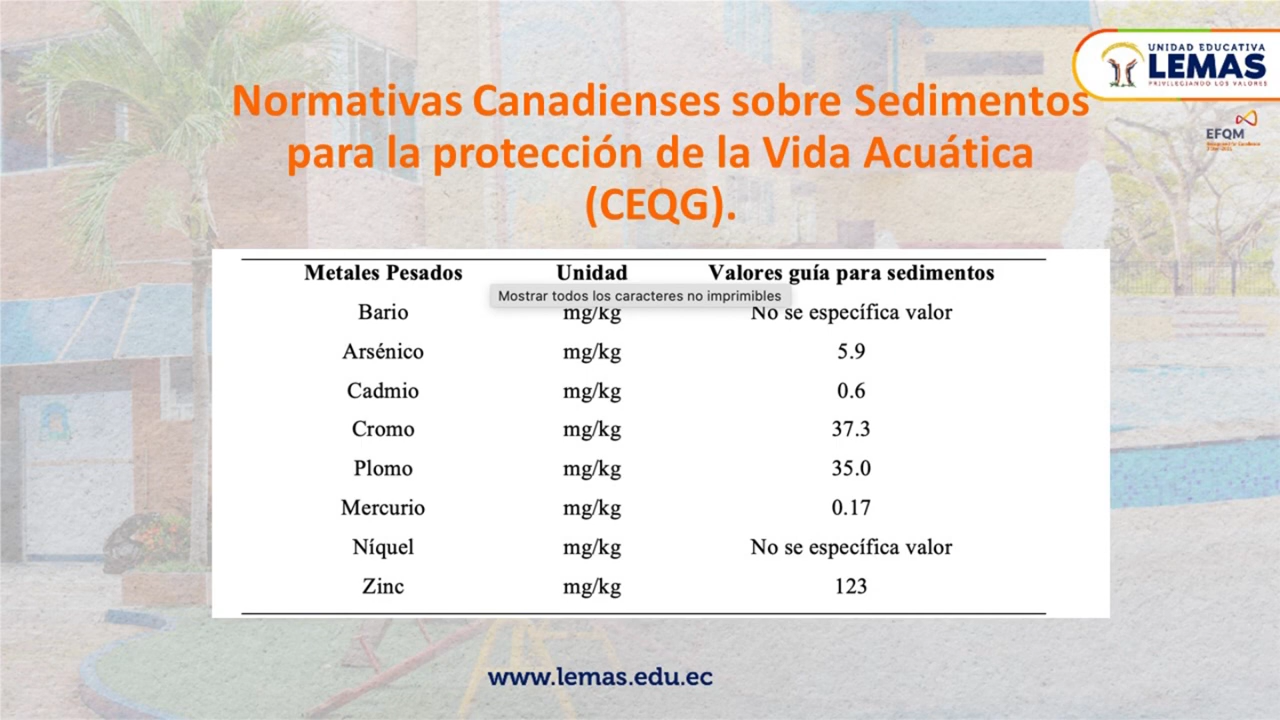 UNIDAD EDUCATIVA
LEMAS
PRIVILEGIANDO LOS VALORES
EFQM
Normativas Canadienses sobre Sedimentos
para la protección de la Vida Acuática
(CEQG).
Metales Pesados Unidad Valores guía para sedimentos
Mostrar todos los caracteres no imprimibles
Bario mg/kg No se específica valor
Arsénico mg/kg 5.9
Cadmio mg/kg 0.6
Cromo mg/kg 37.3
Plomo mg/kg 35.0
Mercurio mg/kg 0.17
Níquel mg/kg No se específica valor
Zinc mg/kg 123
www.lemas.edu.ec